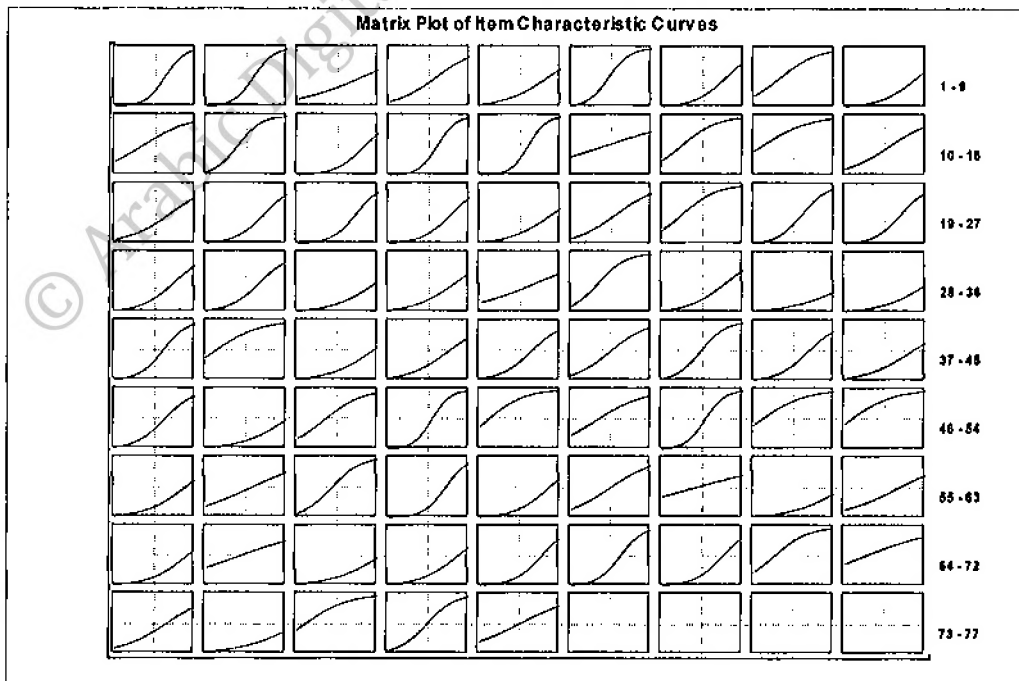 Matrix Plot of Item Characteristic Curves
1 - 9
10 - 18
19 - 27
28 - 36
37 - 45
46 - 54
55 - 63
64 - 72
73 - 77
© Arabic Digi